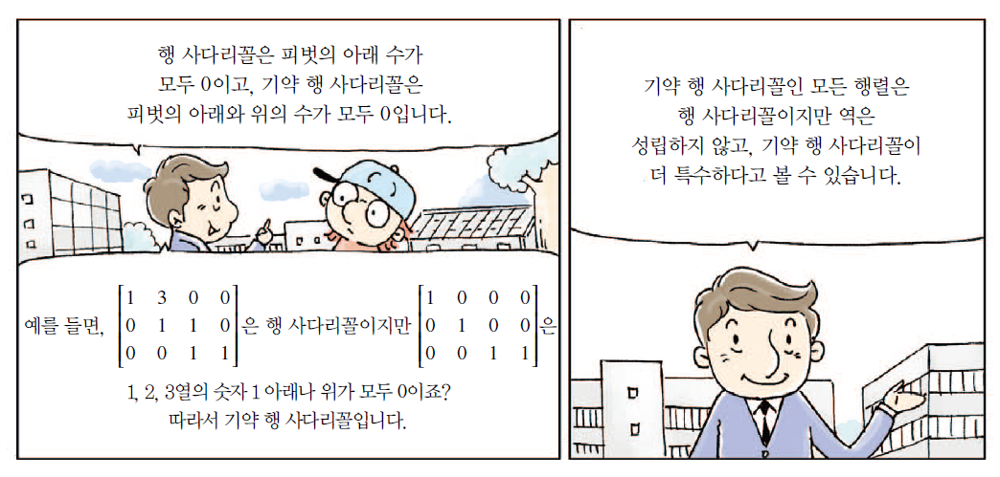 행 사다리꼴은 피벗의 아래 수가
모두 0이고, 기약 행 사다리꼴은
피벗의 아래와 위의 수가 모두 0입니다.
예를 들면, [1 3 0 0
0 1 1 0
0 0 1 1]은 행 사다리꼴이지만 [1 0 0 0
0 1 0 0
0 0 1 1]은
1, 2, 3열의 숫자 1 아래나 위가 모두 0이죠?
따라서 기약 행 사다리꼴입니다.
기약 행 사다리꼴인 모든 행렬은
행 사다리꼴이지만 역은
성립하지 않고, 기약 행 사다리꼴이
더 특수하다고 볼 수 있습니다.